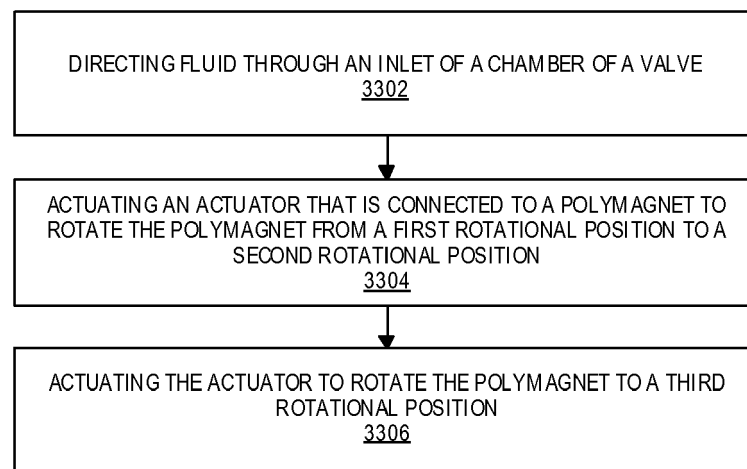 DIRECTING FLUID THROUGH AN INLET OF A CHAMBER OF A VALVE
3302
ACTUATING AN ACTUATOR THAT IS CONNECTED TO A POLYMAGNET TO
ROTATE THE POLYMAGNET FROM A FIRST ROTATIONAL POSITION TO A
SECOND ROTATIONAL POSITION
3304
ACTUATING THE ACTUATOR TO ROTATE THE POLYMAGNET TO A THIRD
ROTATIONAL POSITION
3306